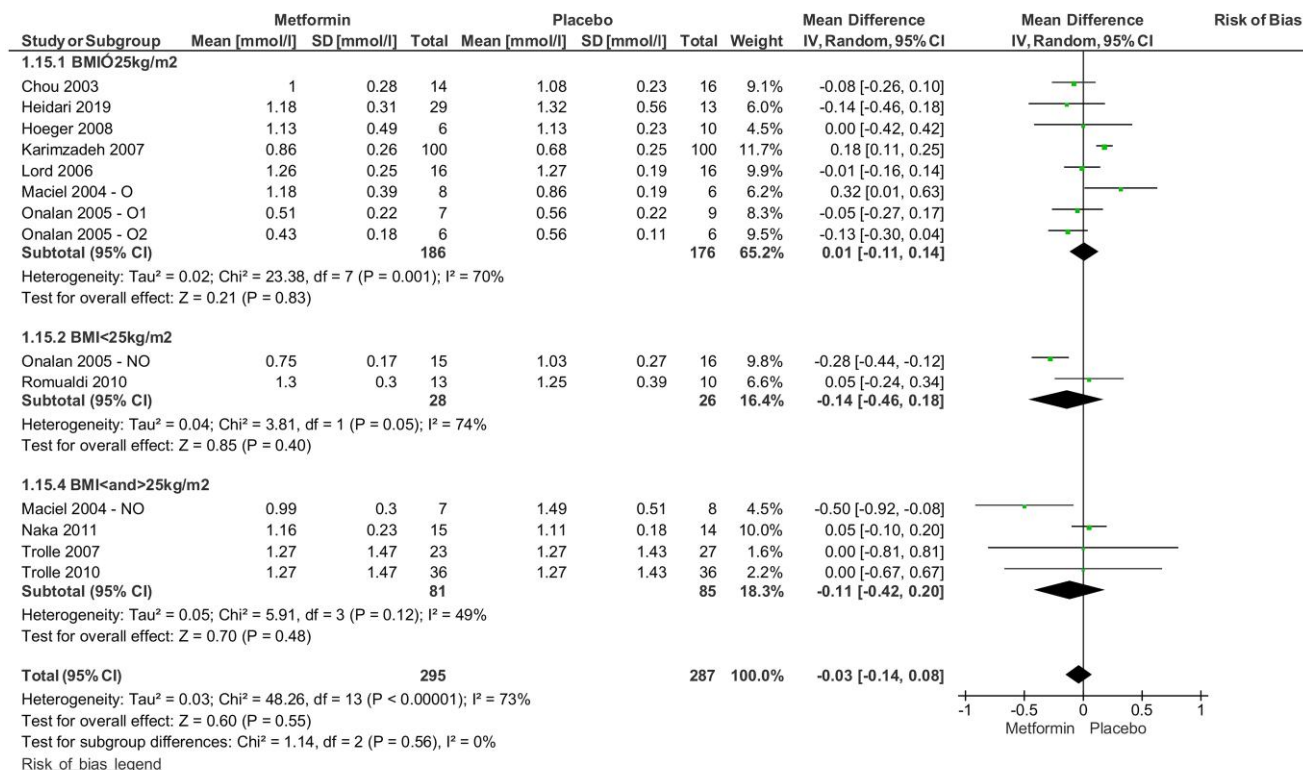 Metformin Placebo Mean Difference Mean Difference Risk of Bias
Study or Subgroup Mean [mmol/l] SD [mmol/l] Total Mean [mmol/l] SD [mmol/l] Total Weight IV, Random, 95% CI IV, Random, 95% CI
1.15.1 BMIÓ25kg/m2
Chou 2003 1 0.28 14 1.08 0.23 16 9.1% -0.08 [-0.26, 0.10]
Heidari 2019 1.18 0.31 29 1.32 0.56 13 6.0% -0.14 [-0.46, 0.18]
Hoeger 2008 1.13 0.49 6 1.13 0.23 10 4.5% 0.00 [-0.42, 0.42]
Karimzadeh 2007 0.86 0.26 100 0.68 0.25 100 11.7% 0.18 [0.11, 0.25]
Lord 2006 1.26 0.25 16 1.27 0.19 16 9.9% -0.01 [-0.16, 0.14]
Maciel 2004 - O 1.18 0.39 8 0.86 0.19 6 6.2% 0.32 [0.01, 0.63]
Onalan 2005 - O1 0.51 0.22 7 0.56 0.22 9 8.3% -0.05 [-0.27, 0.17]
Onalan 2005 - O2 0.43 0.18 6 0.56 0.11 6 9.5% -0.13 [-0.30, 0.04]
Subtotal (95% CI) 186 176 65.2% 0.01 [-0.11, 0.14]
Heterogeneity: Tau² = 0.02; Chi² = 23.38, df = 7 (P = 0.001); I² = 70%
Test for overall effect: Z = 0.21 (P = 0.83)
1.15.2 BMI<25kg/m2
Onalan 2005 - NO 0.75 0.17 15 1.03 0.27 16 9.8% -0.28 [-0.44, -0.12]
Romualdi 2010 1.3 0.3 13 1.25 0.39 10 6.6% 0.05 [-0.24, 0.34]
Subtotal (95% CI) 28 26 16.4% -0.14 [-0.46, 0.18]
Heterogeneity: Tau² = 0.04; Chi² = 3.81, df = 1 (P = 0.05); I² = 74%
Test for overall effect: Z = 0.85 (P = 0.40)
1.15.4 BMI<and>25kg/m2
Maciel 2004 - NO 0.99 0.3 7 1.49 0.51 8 4.5% -0.50 [-0.92, -0.08]
Naka 2011 1.16 0.23 15 1.11 0.18 14 10.0% 0.05 [-0.10, 0.20]
Trolle 2007 1.27 1.47 23 1.27 1.43 27 1.6% 0.00 [-0.81, 0.81]
Trolle 2010 1.27 1.47 36 1.27 1.43 36 2.2% 0.00 [-0.67, 0.67]
Subtotal (95% CI) 81 85 18.3% -0.11 [-0.42, 0.20]
Heterogeneity: Tau² = 0.05; Chi² = 5.91, df = 3 (P = 0.12); I² = 49%
Test for overall effect: Z = 0.70 (P = 0.48)
Total (95% CI) 295 287 100.0% -0.03 [-0.14, 0.08]
Heterogeneity: Tau² = 0.03; Chi² = 48.26, df = 13 (P < 0.00001); I² = 73%
-1 -0.5 0 0.5 1
Test for overall effect: Z = 0.60 (P = 0.55)
Metformin Placebo
Test for subgroup differences: Chi² = 1.14, df = 2 (P = 0.56), I² = 0%
Risk of bias legend